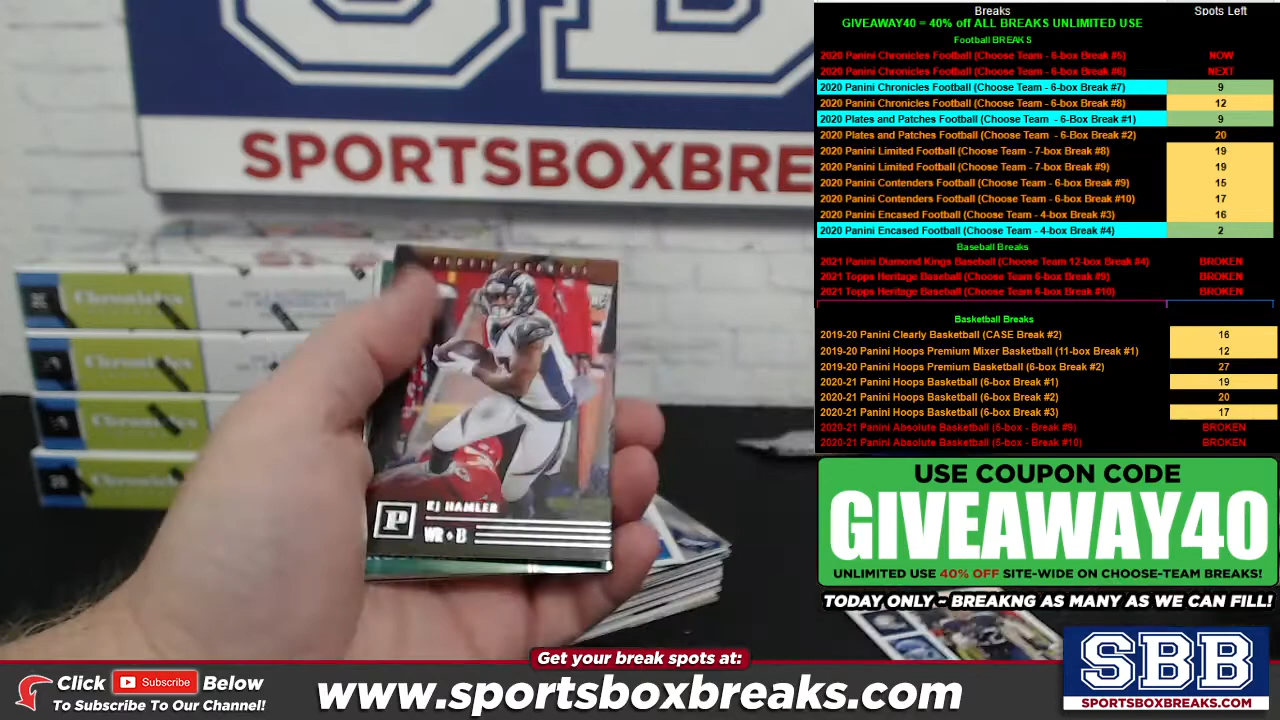 SPORTSBOXBRE
Chronicles
Chronicles
KJ HAMLER
P
WR 13
Breaks Spots Left
GIVEAWAY40 = 40% off ALL BREAKS UNLIMITED USE
Football BREAKS
2020 Panini Chronicles Football (Choose Team - 6-box Break #5) NOW
2020 Panini Chronicles Football (Choose Team - 6-box Break #6) NEXT
2020 Panini Chronicles Football (Choose Team - 6-box Break #7) 9
2020 Panini Chronicles Football (Choose Team - 6-box Break #8) 12
2020 Plates and Patches Football (Choose Team - 6-Box Break #1) 9
2020 Plates and Patches Football (Choose Team - 6-Box Break #2) 20
2020 Panini Limited Football (Choose Team - 7-box Break #8) 19
2020 Panini Limited Football (Choose Team - 7-box Break #9) 19
2020 Panini Contenders Football (Choose Team - 6-box Break #9) 15
2020 Panini Contenders Football (Choose Team - 6-box Break #10) 17
2020 Panini Encased Football (Choose Team - 4-box Break #3) 16
2020 Panini Encased Football (Choose Team - 4-box Break #4) 2
Baseball Breaks
2021 Panini Diamond Kings Baseball (Choose Team 12-box Break #4) BROKEN
2021 Topps Heritage Baseball (Choose Team 6-box Break #9) BROKEN
2021 Topps Heritage Baseball (Choose Team 6-box Break #10) BROKEN
Basketball Breaks
2019-20 Panini Clearly Basketball (CASE Break #2) 16
2019-20 Panini Hoops Premium Mixer Basketball (11-box Break #1) 12
2019-20 Panini Hoops Premium Basketball (6-box Break #2) 27
2020-21 Panini Hoops Basketball (6-box Break #1) 19
2020-21 Panini Hoops Basketball (6-box Break #2) 20
2020-21 Panini Hoops Basketball (6-box Break #3) 17
2020-21 Panini Absolute Basketball (5-box - Break #9) BROKEN
2020-21 Panini Absolute Basketball (5-box - Break #10) BROKEN
USE COUPON CODE
GIVEAWAY40
UNLIMITED USE 40% OFF SITE-WIDE ON CHOOSE-TEAM BREAKS!
TODAY ONLY ~ BREAKNG AS MANY AS WE CAN FILL!
Get your break spots at:
Click Subscribe Below
To Subscribe To Our Channel!
www.sportsboxbreaks.com
SBB
SPORTSBOXBREAKS.COM